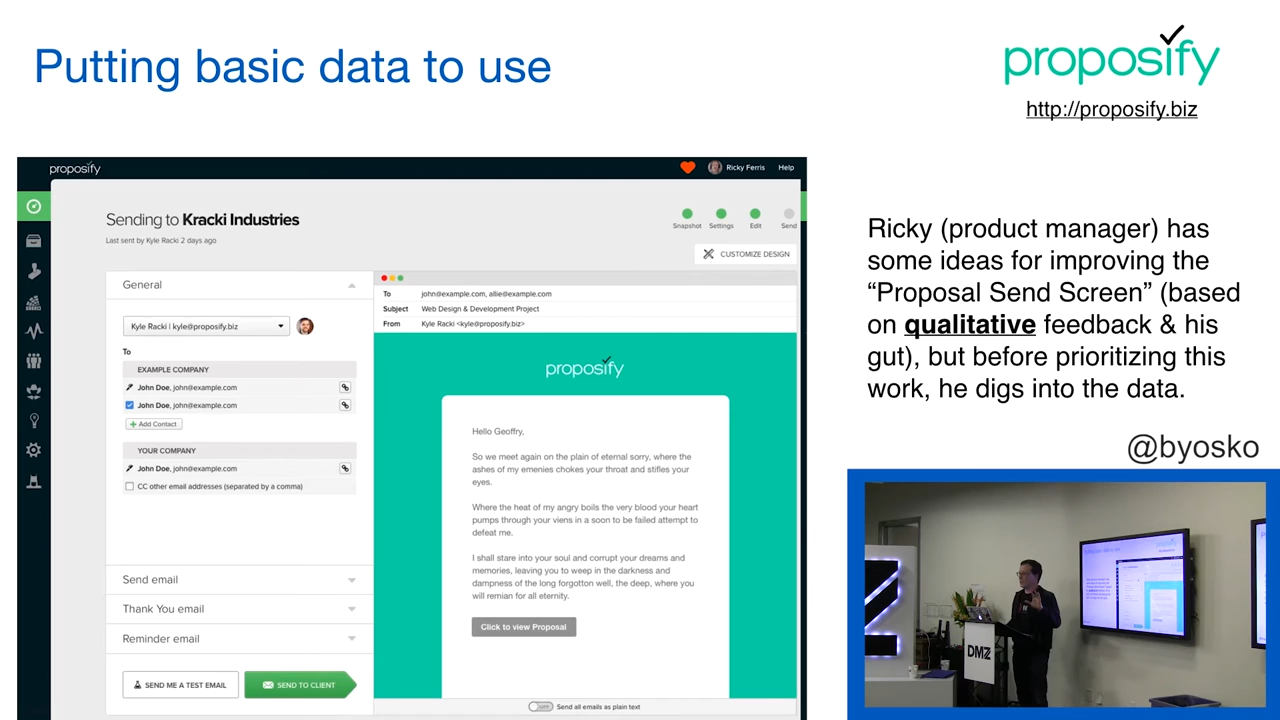 Putting basic data to use
proposify
http://proposify.biz
proposify
Ricky Ferris
Help
Sending to Kracki Industries
Last sent by Kyle Racki 2 days ago
Snapshot
Settings
Edit
Send
CUSTOMIZE DESIGN
General
Kyle Racki | kyle@proposify.biz
To
EXAMPLE COMPANY
John Doe, john@example.com
John Doe, john@example.com
+ Add Contact
YOUR COMPANY
John Doe, john@example.com
CC other email addresses (separated by a comma)
Send email
Thank You email
Reminder email
SEND ME A TEST EMAIL
SEND TO CLIENT
To john@example.com, allie@example.com
Subject Web Design & Development Project
From Kyle Racki <kyle@proposify.biz>
proposify
Hello Geoffry,
So we meet again on the plain of eternal sorry, where the
ashes of my emenies chokes your throat and stifles your
eyes.
Where the heat of my angry boils the very blood your heart
pumps through your viens in a soon to be failed attempt to
defeat me.
I shall stare into your soul and corrupt your dreams and
memories, leaving you to weep in the darkness and
dampness of the long forgotton well, the deep, where you
will remian for all eternity.
Click to view Proposal
OFF
Send all emails as plain text
Ricky (product manager) has
some ideas for improving the
“Proposal Send Screen” (based
on qualitative feedback & his
gut), but before prioritizing this
work, he digs into the data.
@byosko
DMZ